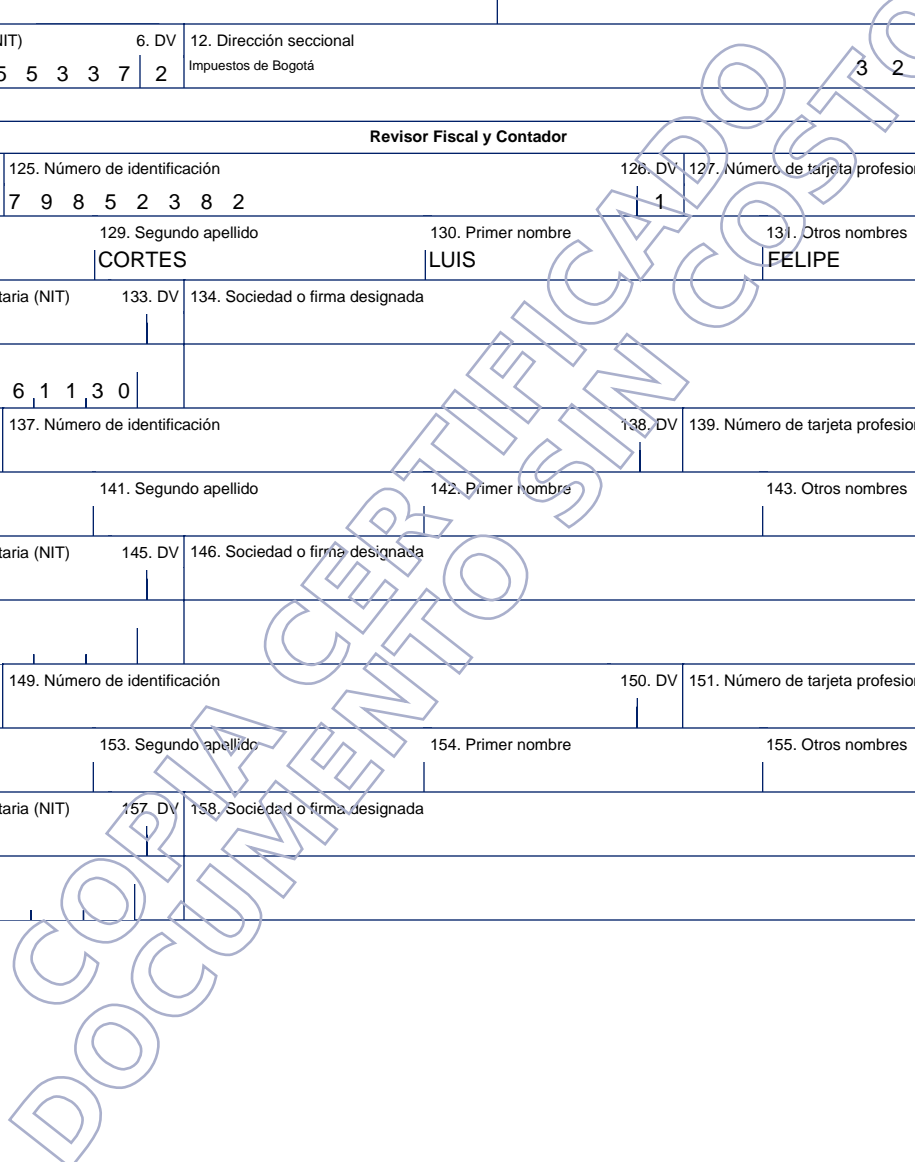 NIT) 6. DV 12. Dirección seccional
5 5 3 3 7 2 Impuestos de Bogotá 3 2
Revisor Fiscal y Contador
125. Número de identificación 126. DV 127. Número de tarjeta profesion
7 9 8 5 2 3 8 2 1
129. Segundo apellido 130. Primer nombre 131. Otros nombres
CORTES LUIS FELIPE
taria (NIT) 133. DV 134. Sociedad o firma designada
6 1 1 3 0
137. Número de identificación 138. DV 139. Número de tarjeta profesion
141. Segundo apellido 142. Primer nombre 143. Otros nombres
taria (NIT) 145. DV 146. Sociedad o firma designada
149. Número de identificación 150. DV 151. Número de tarjeta profesion
153. Segundo apellido 154. Primer nombre 155. Otros nombres
taria (NIT) 157. DV 158. Sociedad o firma designada
COPIA CERTIFICADO
DOCUMENTO SIN COSTO